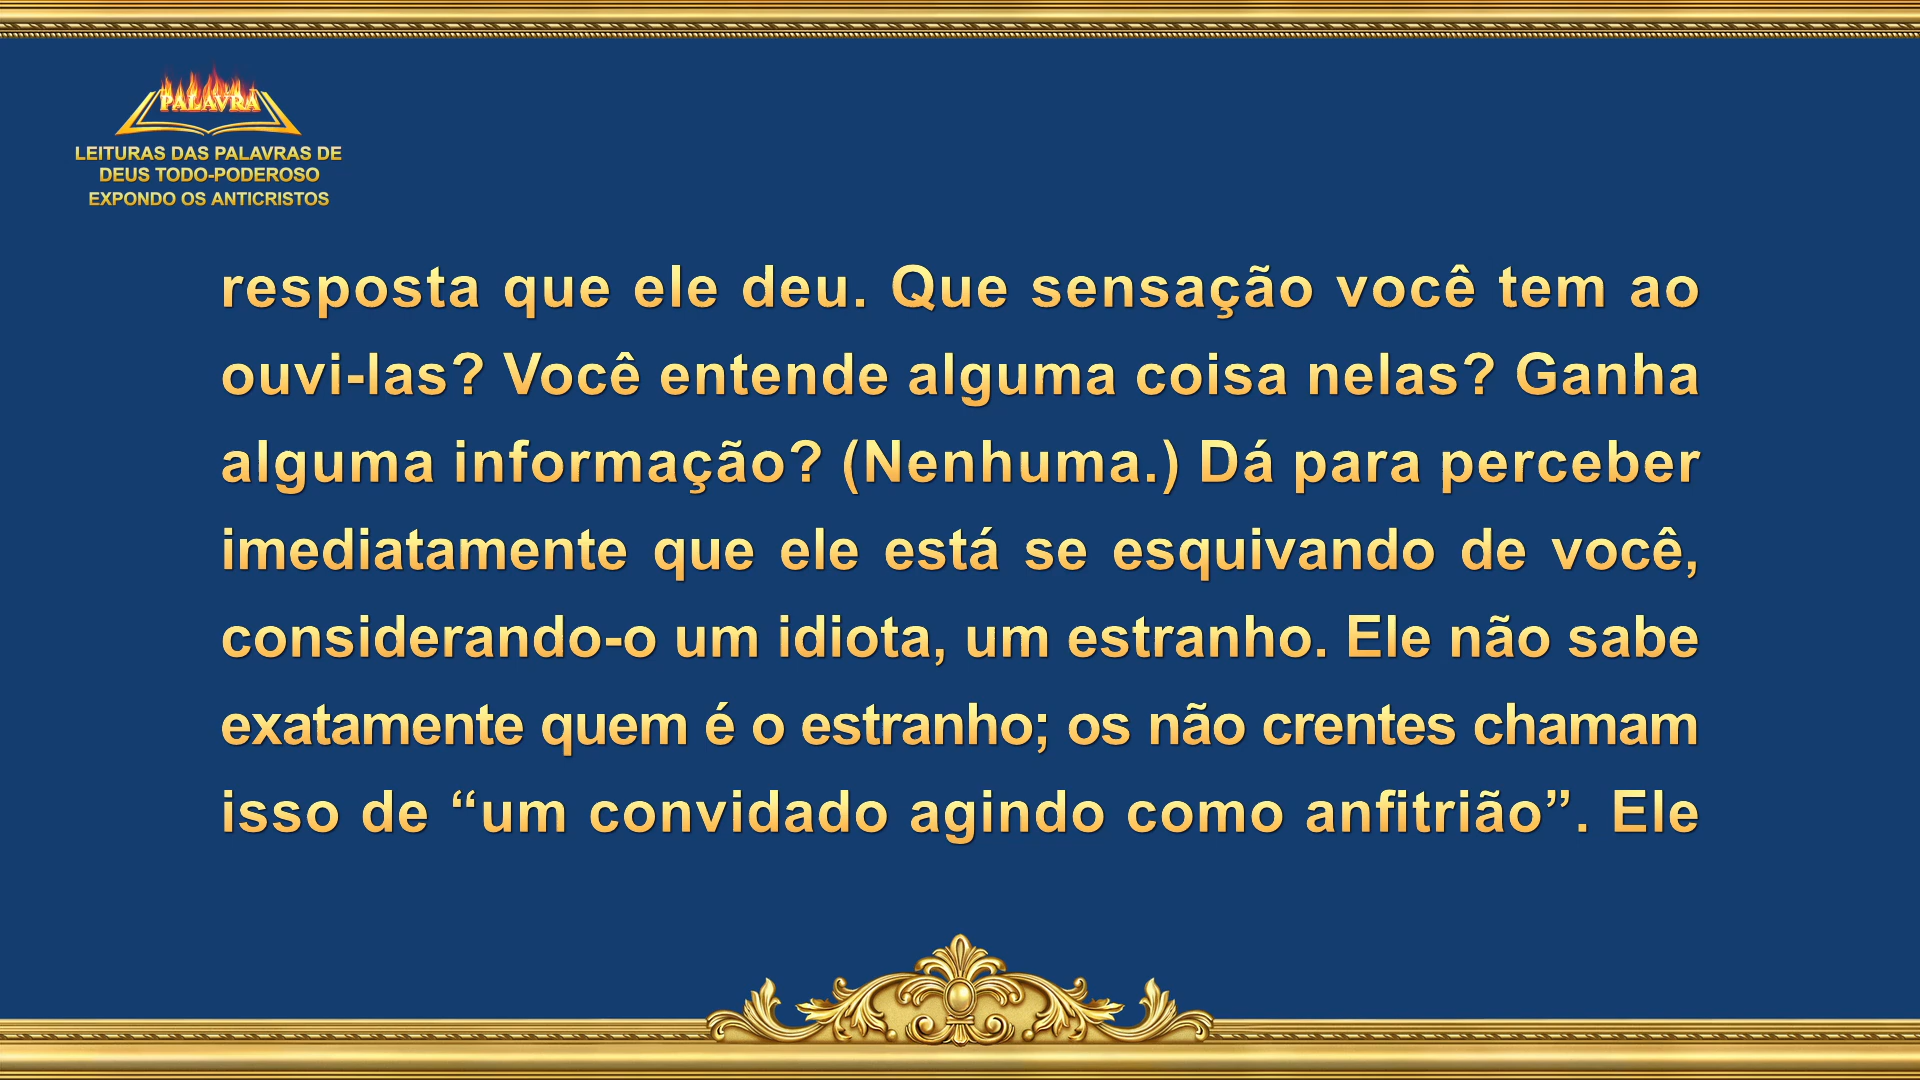 PALAVRA
LEITURAS DAS PALAVRAS DE
DEUS TODO-PODEROSO
EXPONDO OS ANTICRISTOS
resposta que ele deu. Que sensação você tem ao
ouvi-las? Você entende alguma coisa nelas? Ganha
alguma informação? (Nenhuma.) Dá para perceber
imediatamente que ele está se esquivando de você,
considerando-o um idiota, um estranho. Ele não sabe
exatamente quem é o estranho; os não crentes chamam
isso de “um convidado agindo como anfitrião”. Ele